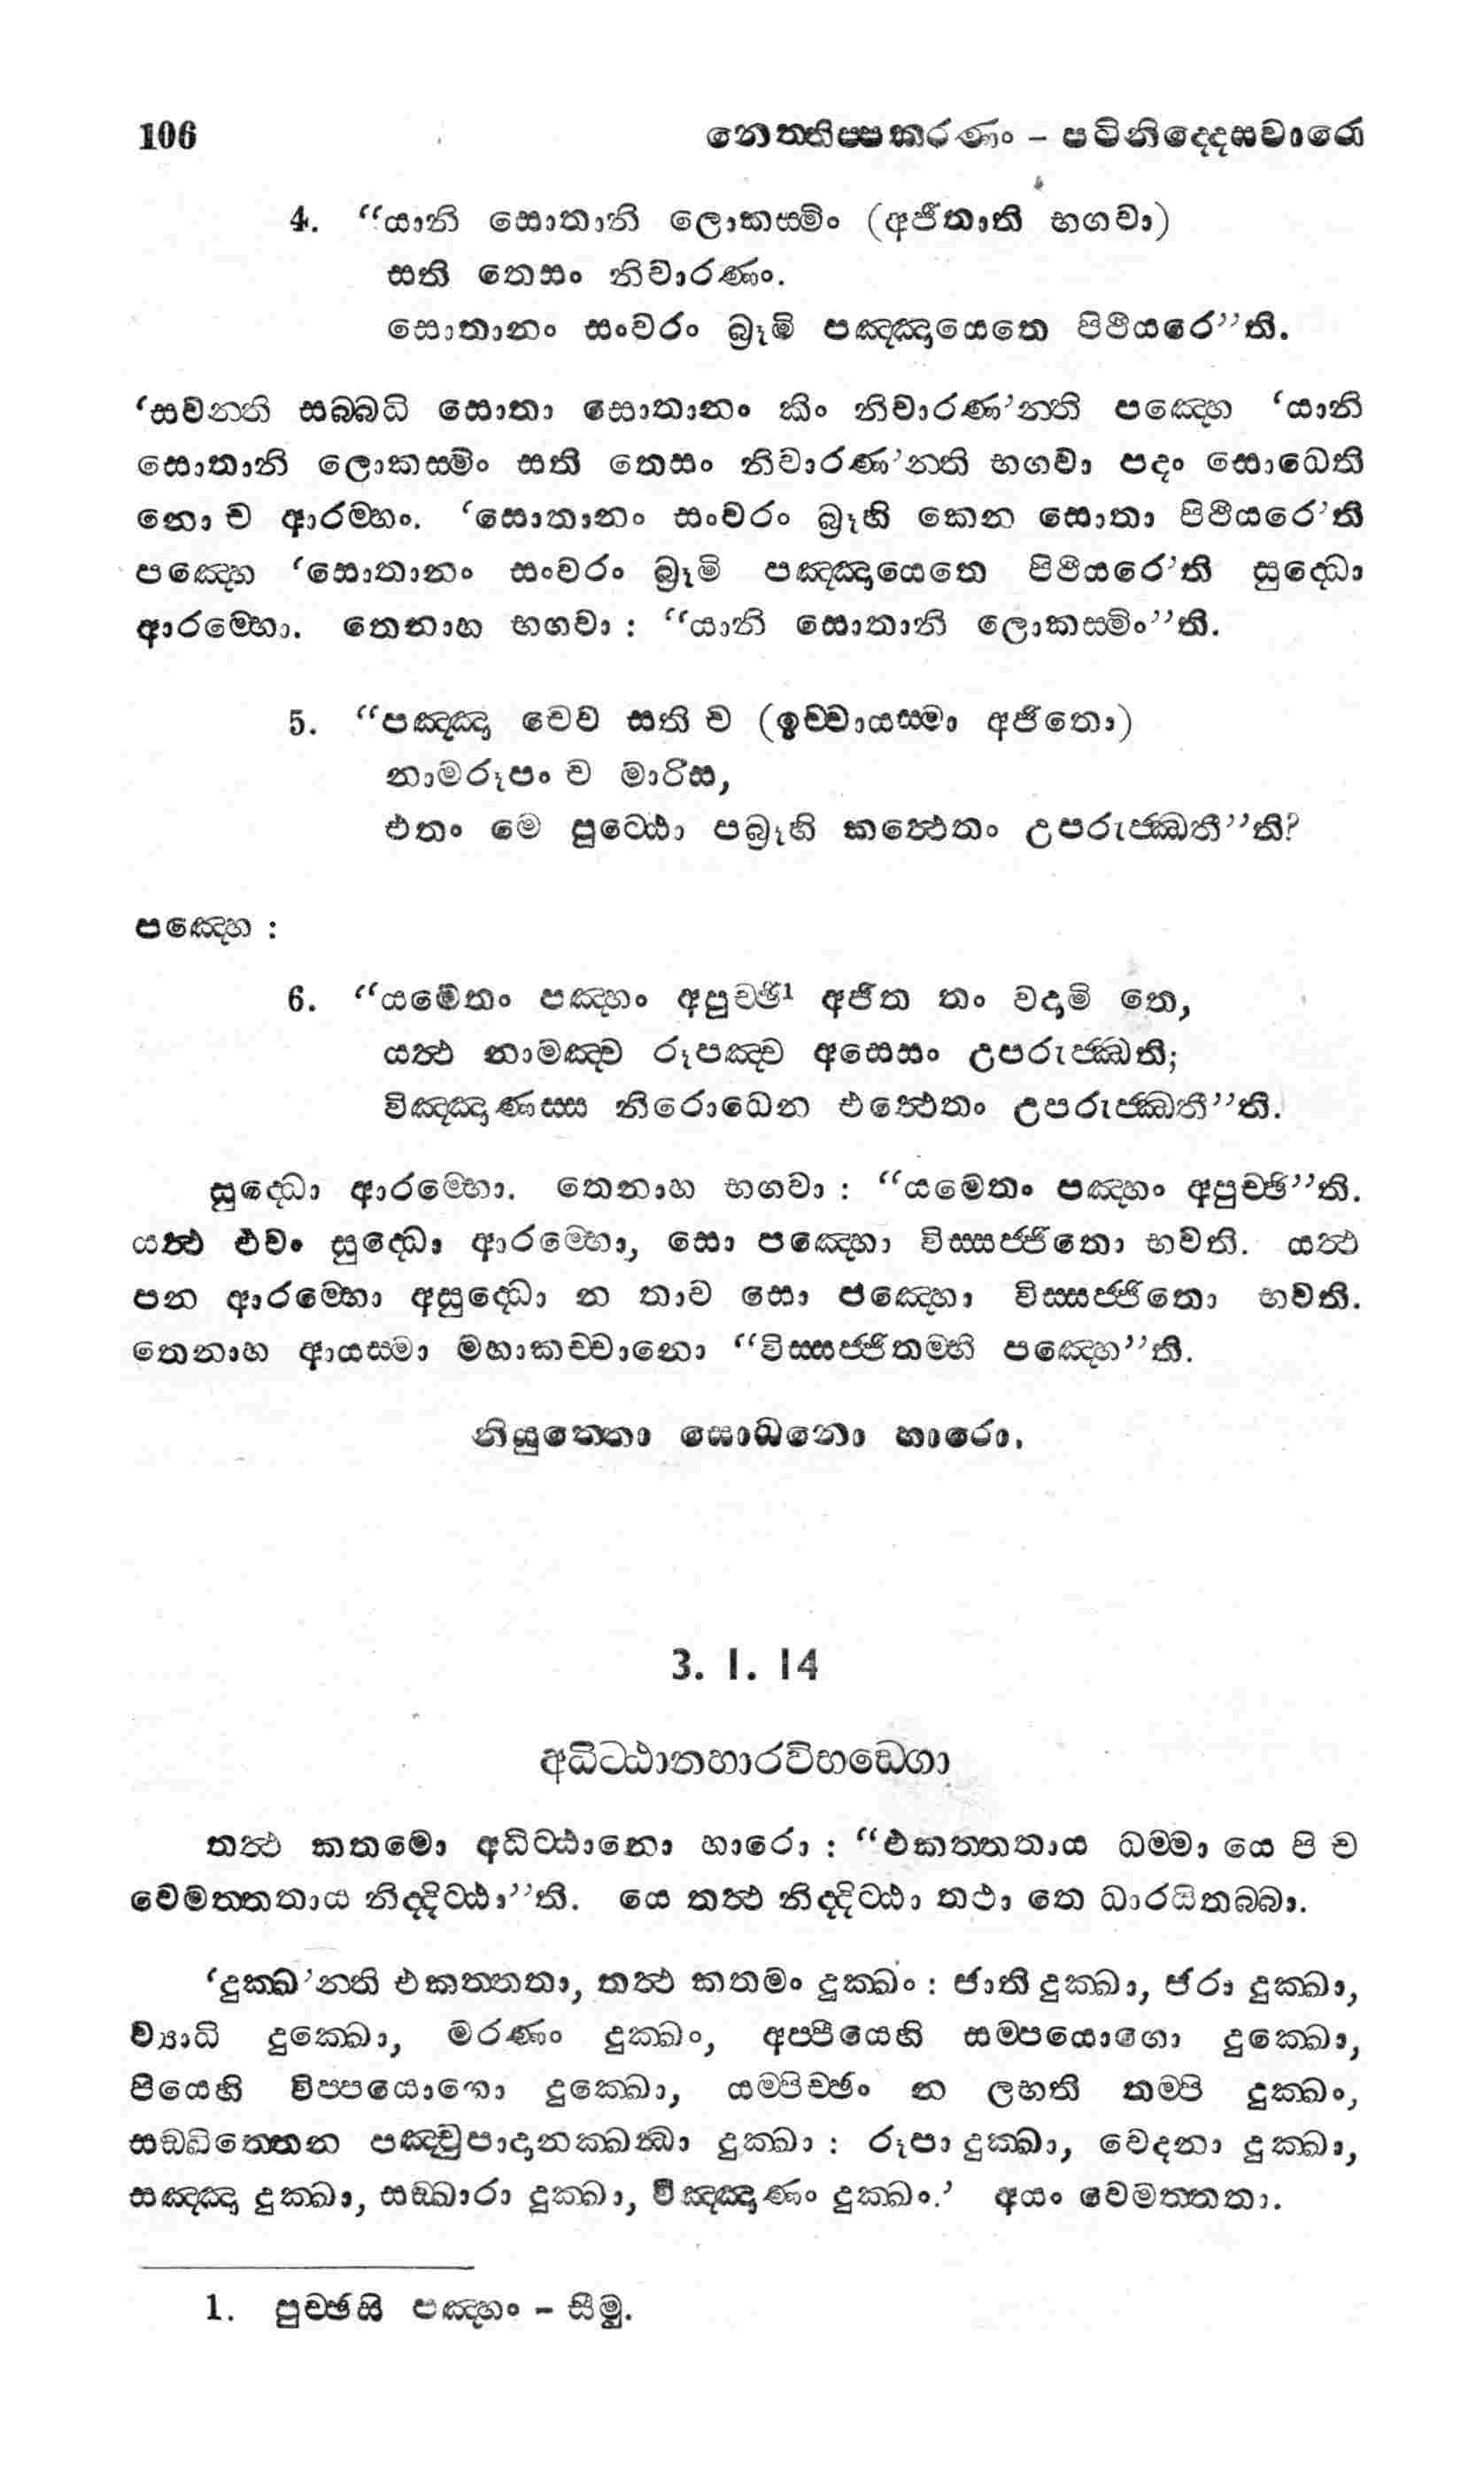 106 නෙත්තිප්පකරණං – පටිනිද්දෙසවාරෙ
4. “යානි සොතානි ලොකස්මිං (අජිතාති භගවා)
සති තෙසං නිවාරණං.
සොතානං සංවරං බ්‍රූමි පඤ්ඤායෙතෙ පිථීයරෙ”ති.
‘සවන්ති සබ්බධි සොතා සොතානං කිං නිවාරණ’න්ති පඤ්හෙ ‘යානි
සොතානි ලොකස්මිං සති තෙසං නිවාරණ’න්ති භගවා පදං සොධෙති
නො ච ආරම්භං. ‘සොතානං සංවරං බ්‍රූහි කෙන සොතා පිථීයරෙ’ති
පඤ්හෙ ‘සොතානං සංවරං බ්‍රූමි පඤ්ඤායෙතෙ පිථීයරෙ’ති සුද්ධො
ආරම්භො. තෙනාහ භගවා : “යානි සොතානි ලොකස්මිං”ති.
5. “පඤ්ඤා චෙව සති ච (ඉච්චායස්මා අජිතො)
නාමරූපං ච මාරිස,
එතං මෙ පුට්ඨො පබ්‍රූහි කත්ථෙතං උපරුජ්ඣතී”ති?
පඤ්හෙ :
6. “යමේතං පඤ්හං අපුච්ඡි¹ අජිත තං වදාමි තෙ,
යත්ථ නාමඤ්ච රූපඤ්ච අසෙසං උපරුජ්ඣති;
විඤ්ඤාණස්ස නිරොධෙන එත්ථෙතං උපරුජ්ඣතී”ති.
සුද්ධො ආරම්භො. තෙනාහ භගවා : “යමෙතං පඤ්හං අපුච්ඡි”ති.
යත්ථ එවං සුද්ධො ආරම්භො, සො පඤ්හො විස්සජ්ජිතො භවති. යත්ථ
පන ආරම්භො අසුද්ධො න තාව සො පඤ්හො විස්සජ්ජිතො භවති.
තෙනාහ ආයස්මා මහාකච්චානො “විස්සජ්ජිතම්හි පඤ්හෙ”ති.
නියුත්තො සොධනො හාරො.
3. 1. 14
අධිට්ඨානහාරවිභඞ්ගො
තත්ථ කතමො අධිට්ඨානො හාරො : “එකත්තතාය ධම්මා යෙ පි ච
වෙමත්තතාය නිද්දිට්ඨා”ති. යෙ තත්ථ නිද්දිට්ඨා තථා තෙ ධාරයිතබ්බා.
‘දුක්ඛ’න්ති එකත්තතා, තත්ථ කතමං දුක්ඛං : ජාති දුක්ඛා, ජරා දුක්ඛා,
ව්‍යාධි දුක්ඛො, මරණං දුක්ඛං, අප්පියෙහි සම්පයොගො දුක්ඛො,
පියෙහි විප්පයොගො දුක්ඛො, යම්පිච්ඡං න ලභති තම්පි දුක්ඛං,
සඞ්ඛිත්තෙන පඤ්චුපාදානක්ඛන්ධා දුක්ඛා : රූපා දුක්ඛා, වෙදනා දුක්ඛා,
සඤ්ඤා දුක්ඛා, සඞ්ඛාරා දුක්ඛා, විඤ්ඤාණං දුක්ඛං.’ අයං වෙමත්තතා.
1. පුච්ඡසි පඤ්හං – සීමු.